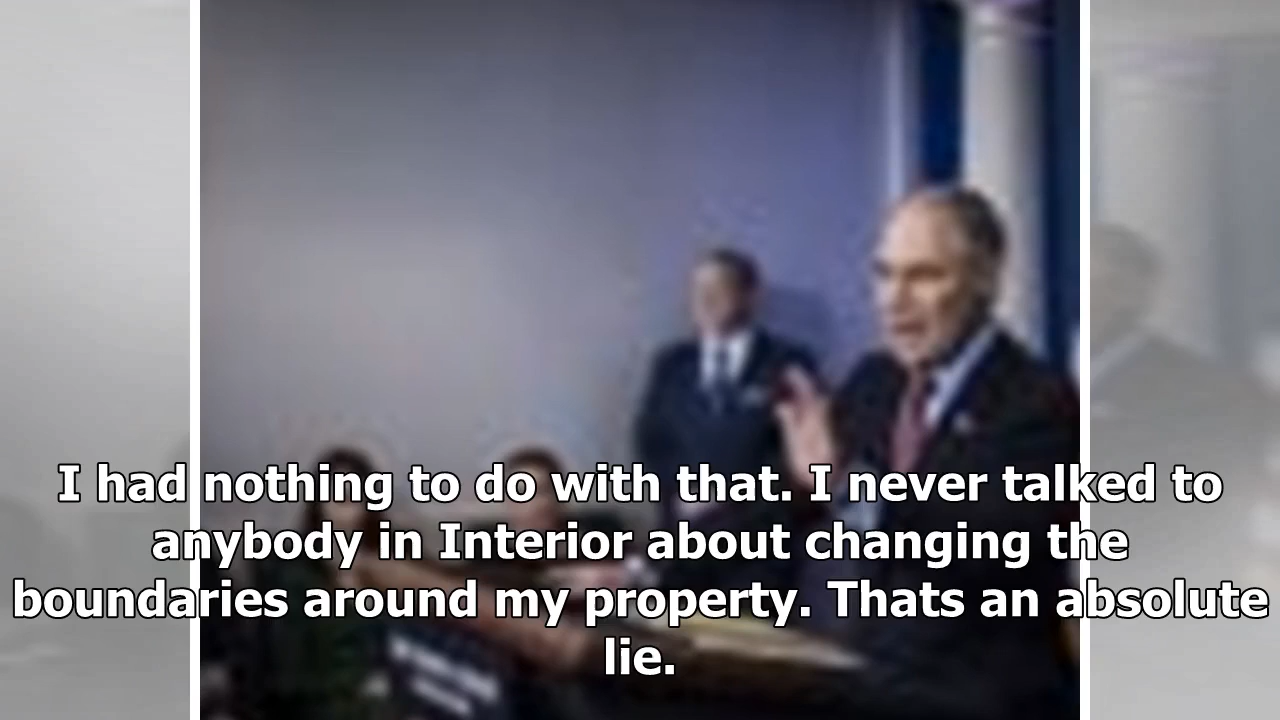 I had nothing to do with that. I never talked to
anybody in Interior about changing the
boundaries around my property. Thats an absolute
lie.